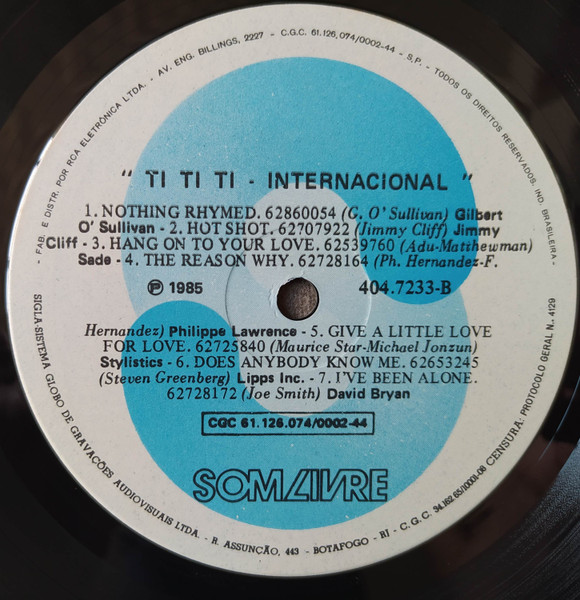 - FAB. E DISTR. POR RCA ELETRÔNICA LTDA. - AV. ENG. BILLINGS, 2227 - C.G.C. 61.126.074/0002-44 - S.P. - TODOS OS DIREITOS RESERVADOS. IND. BRASILEIRA -
" TI TI TI - INTERNACIONAL "
1. NOTHING RHYMED. 62860054 (G. O'Sullivan) Gilbert
O'Sullivan - 2. HOT SHOT. 62707922 (Jimmy Cliff) Jimmy
Cliff - 3. HANG ON TO YOUR LOVE. 62539760 (Adu-Matthewman)
Sade - 4. THE REASON WHY. 62728164 (Ph. Hernandez-F.
℗ 1985 404.7233-B
Hernandez) Philippe Lawrence - 5. GIVE A LITTLE LOVE
FOR LOVE. 62725840 (Maurice Star-Michael Jonzun)
Stylistics - 6. DOES ANYBODY KNOW ME. 62653245
(Steven Greenberg) Lipps Inc. - 7. I'VE BEEN ALONE.
62728172 (Joe Smith) David Bryan
CGC 61.126.074/0002-44
SOM LIVRE
SIGLA-SISTEMA GLOBO DE GRAVAÇÕES AUDIOVISUAIS LTDA. - R. ASSUNÇÃO, 443 - BOTAFOGO - RJ - C.G.C. 34.162.65/0001-08 CENSURA: PROTOCOLO GERAL N.. 4129